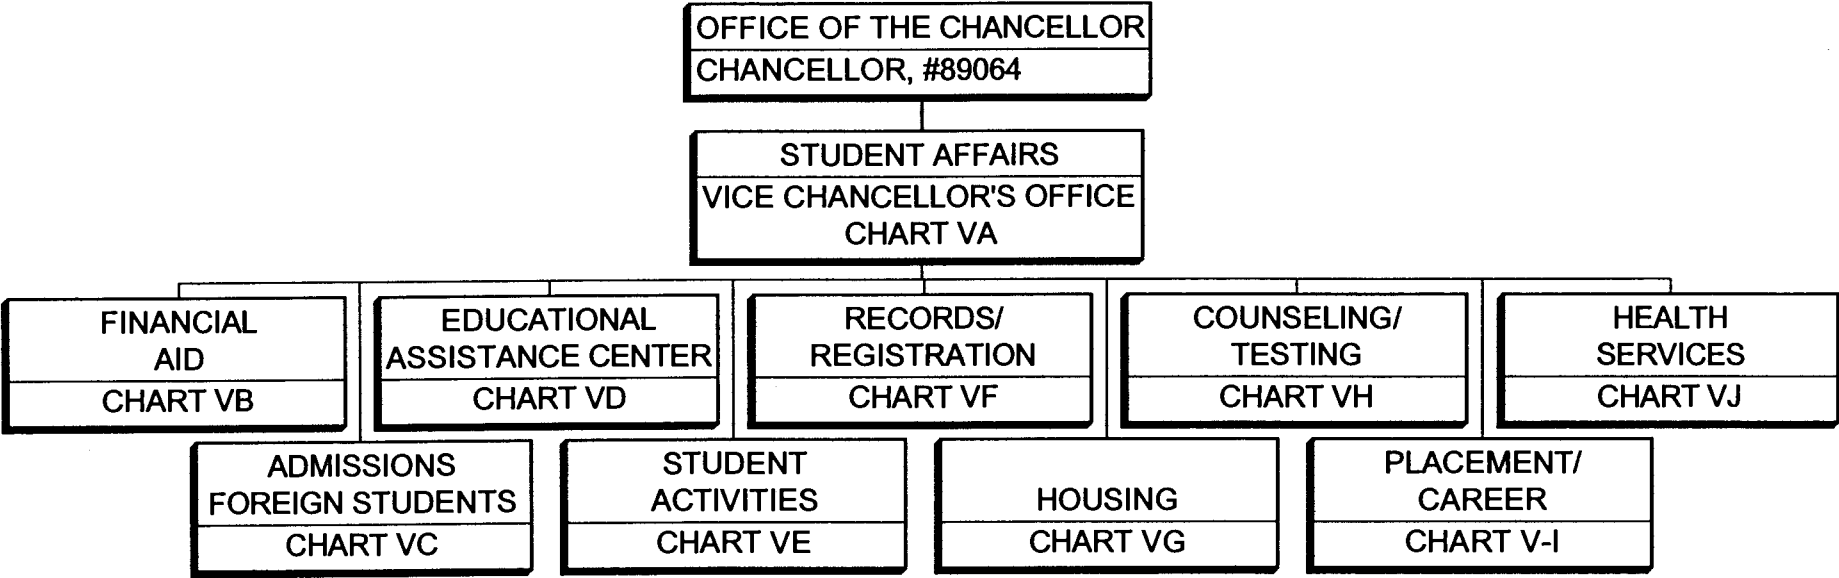 OFFICE OF THE CHANCELLOR
CHANCELLOR, #89064
STUDENT AFFAIRS
VICE CHANCELLOR'S OFFICE
CHART VA
FINANCIAL
AID
CHART VB
EDUCATIONAL
ASSISTANCE CENTER
CHART VD
RECORDS/
REGISTRATION
CHART VF
COUNSELING/
TESTING
CHART VH
HEALTH
SERVICES
CHART VJ
ADMISSIONS
FOREIGN STUDENTS
CHART VC
STUDENT
ACTIVITIES
CHART VE
HOUSING
CHART VG
PLACEMENT/
CAREER
CHART V-I